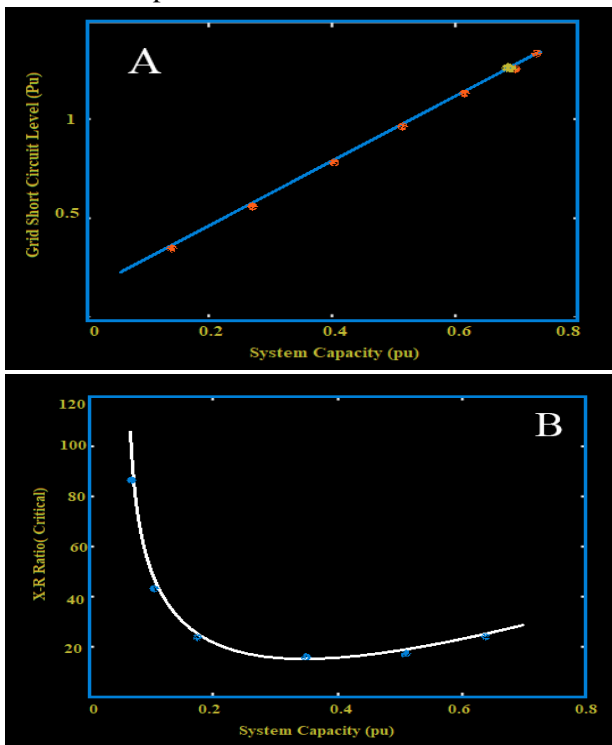 A
Grid Short Circuit Level (Pu)
1
0.5
0 0.2 0.4 0.6 0.8
System Capacity (pu)
B
X-R Ratio( Critical)
120
100
80
60
40
20
0 0.2 0.4 0.6 0.8
System Capacity (pu)